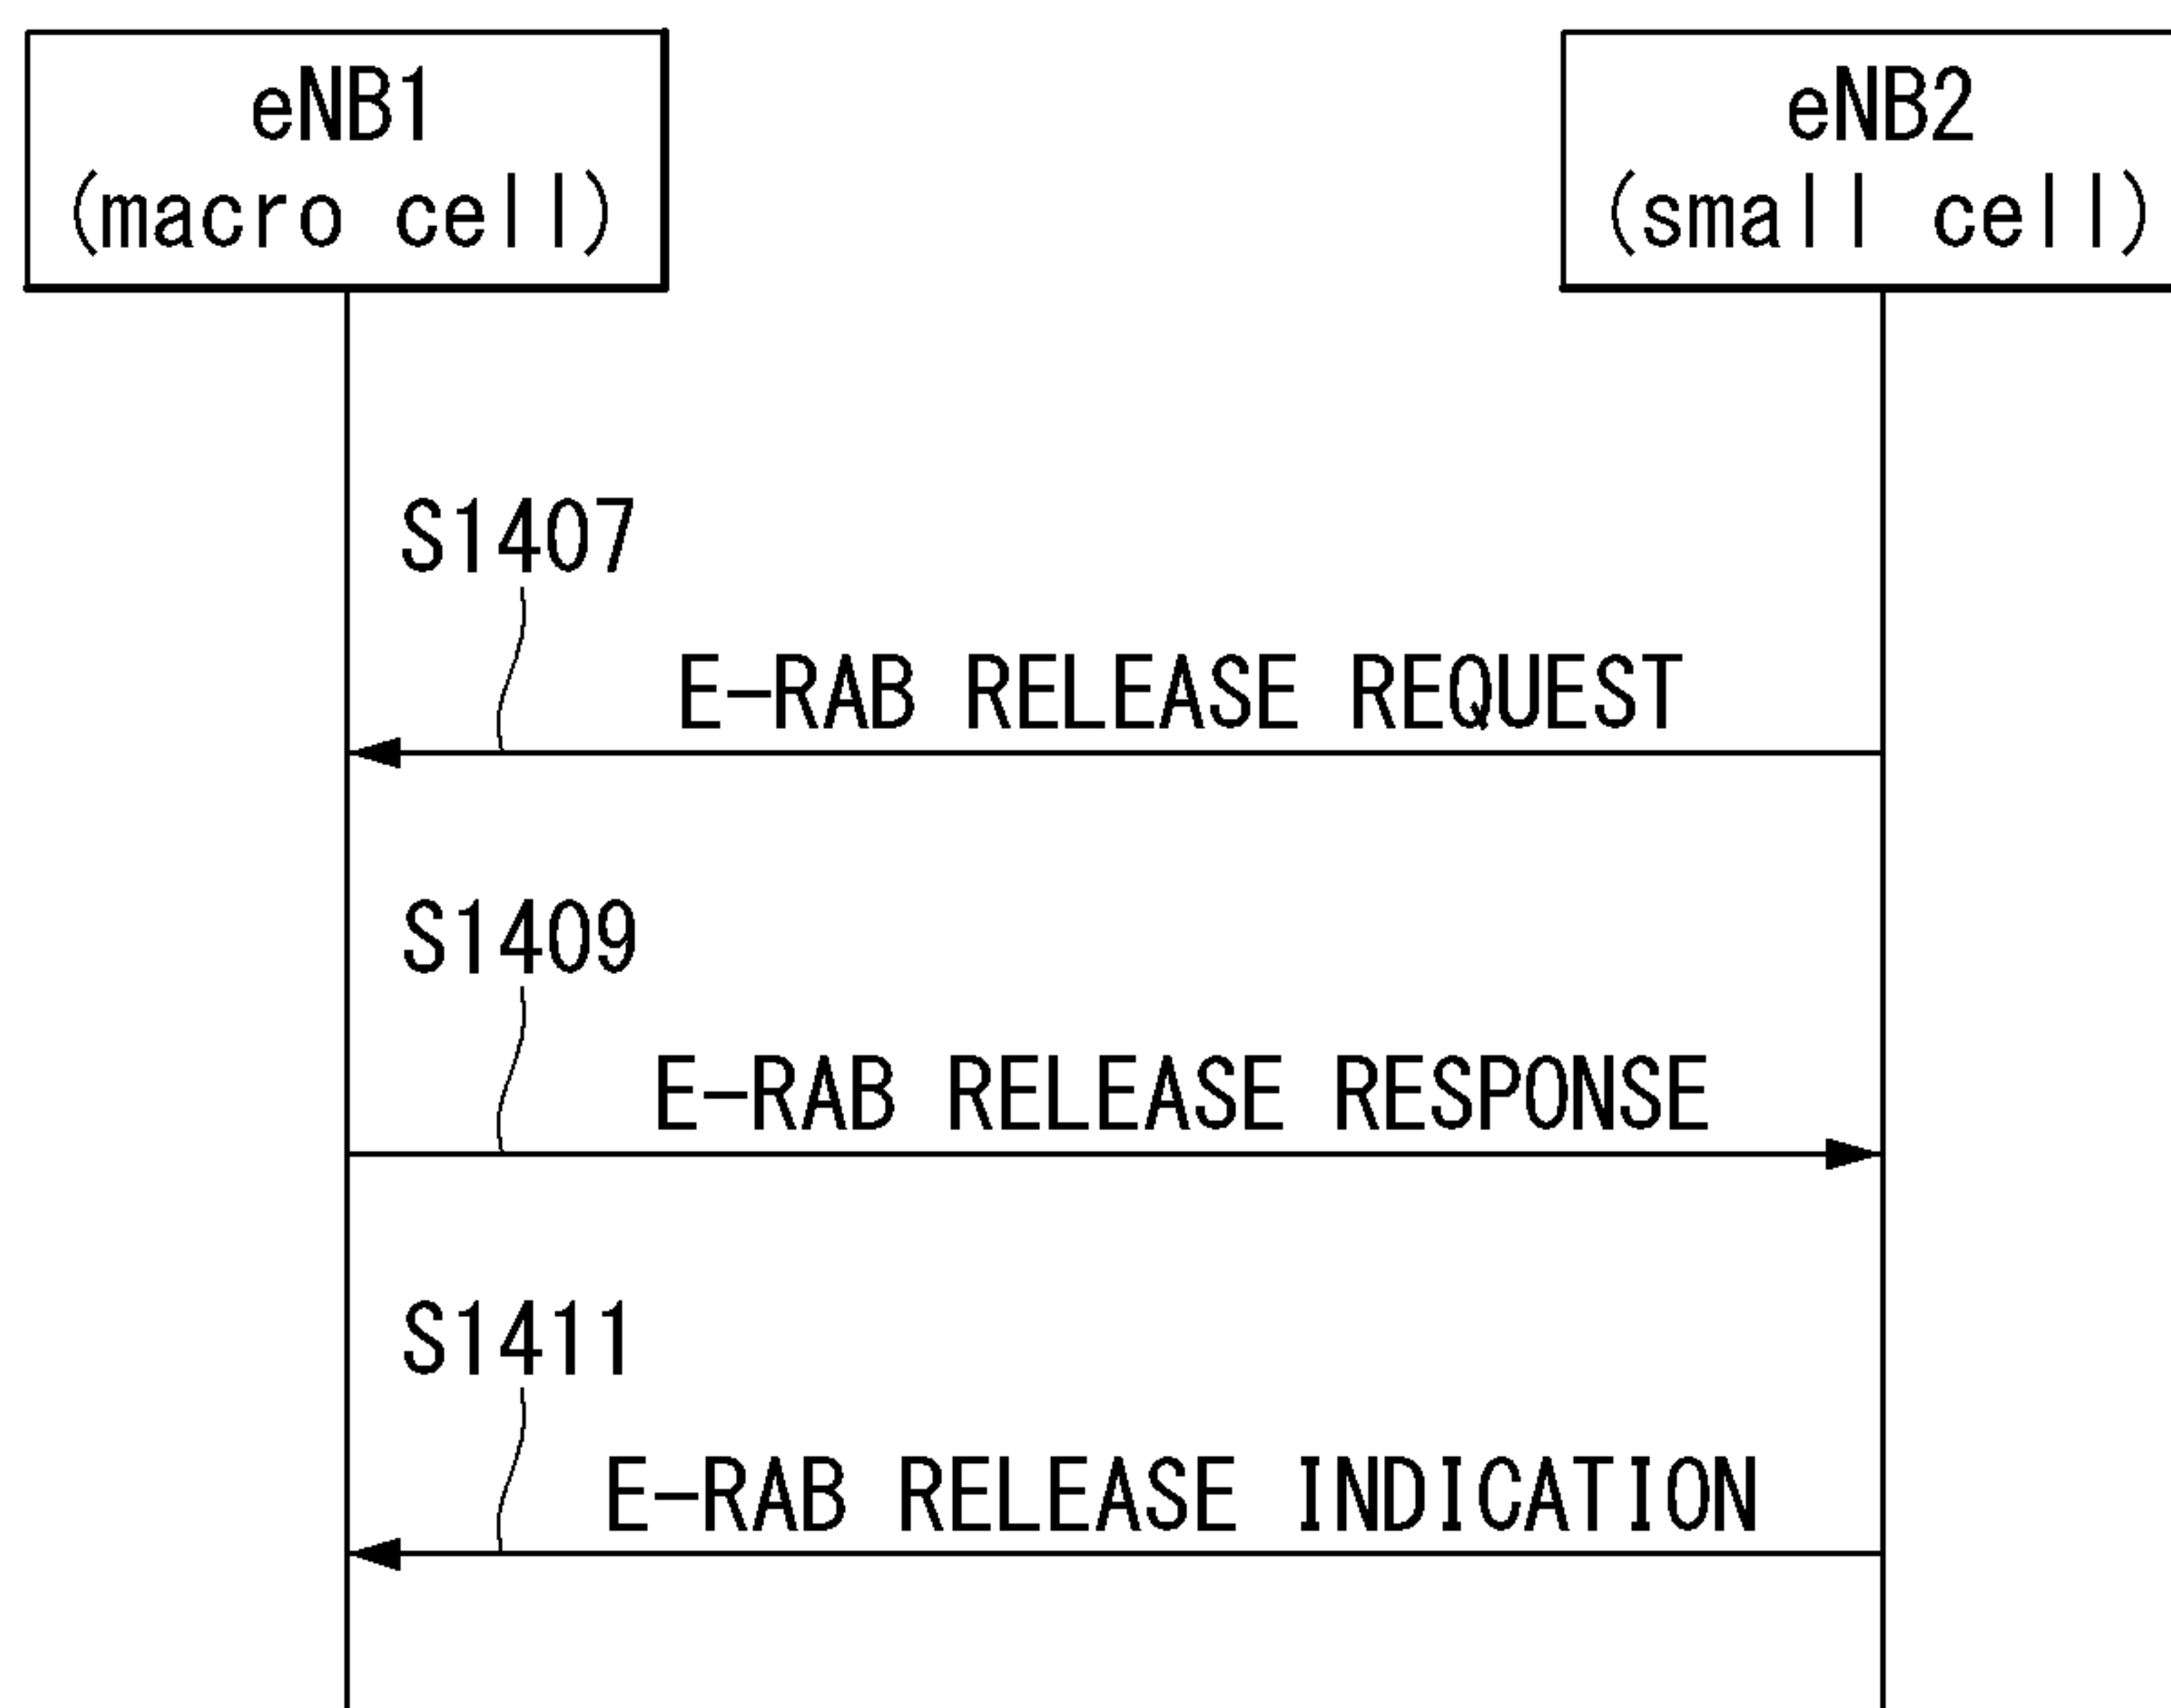 eNB1
(macro cell)
eNB2
(small cell)
S1407
E-RAB RELEASE REQUEST
S1409
E-RAB RELEASE RESPONSE
S1411
E-RAB RELEASE INDICATION